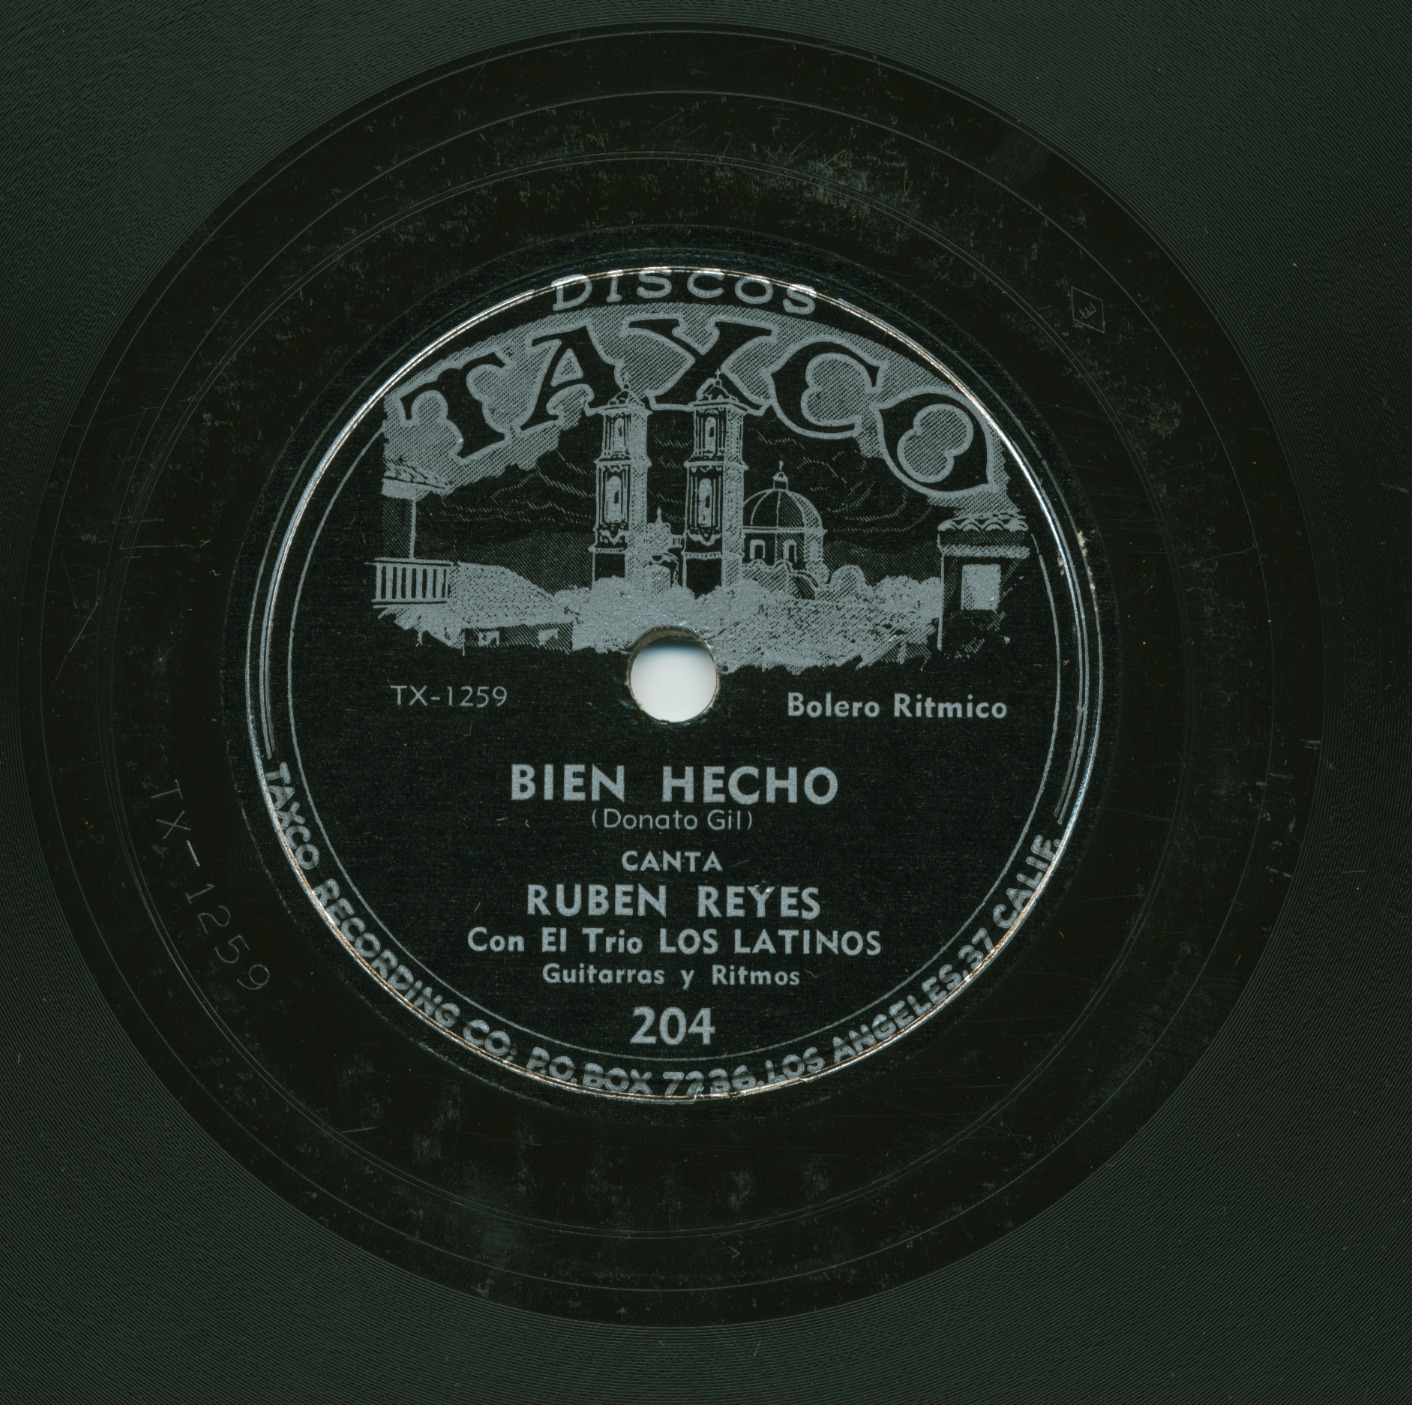 DISCOS
TAXCO
TX-1259
Bolero Ritmico
BIEN HECHO
(Donato Gil)
CANTA
RUBEN REYES
Con El Trio LOS LATINOS
Guitarras y Ritmos
204
TAXCO RECORDING CO. P.O. BOX 7236, LOS ANGELES, 37 CALIF.
TX-1259